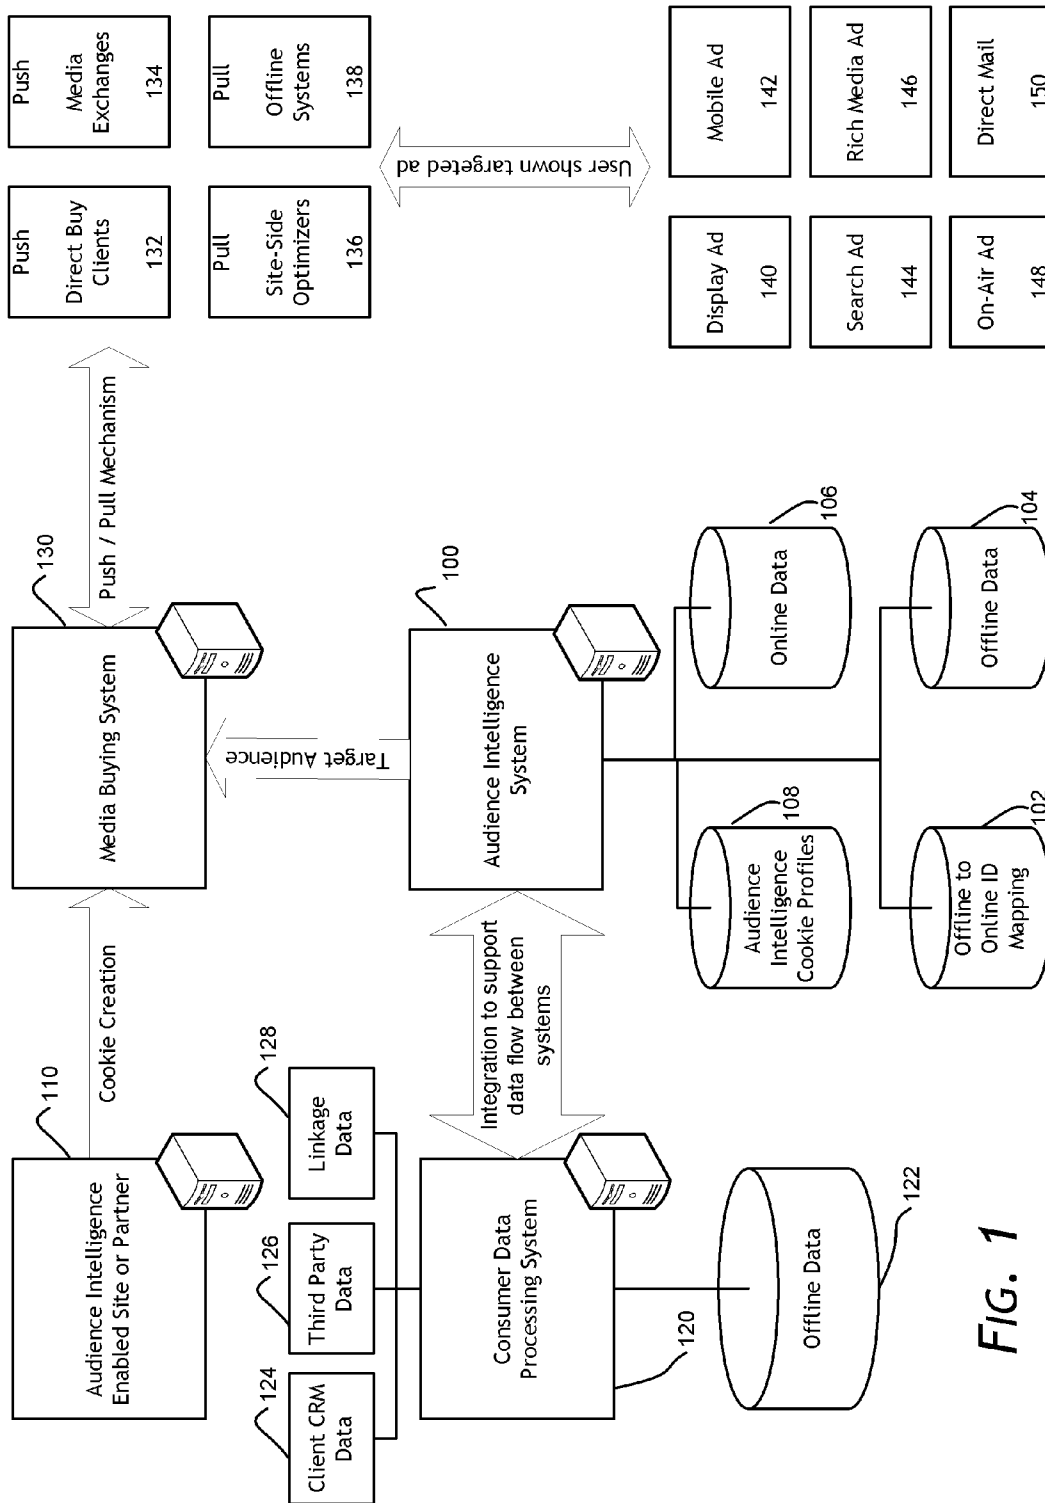 110
Audience Intelligence
Enabled Site or Partner
Cookie Creation
130
Media Buying System
Push / Pull Mechanism
Push
Direct Buy
Clients
132
Push
Media
Exchanges
134
Pull
Site-Side
Optimizers
136
Pull
Offline
Systems
138
124
Client CRM
Data
126
Third Party
Data
128
Linkage
Data
Target Audience
User shown targeted ad
120
Consumer Data
Processing System
Integration to support
data flow between
systems
100
Audience Intelligence
System
Display Ad
140
Mobile Ad
142
Search Ad
144
Rich Media Ad
146
On-Air Ad
148
Direct Mail
150
108
Audience
Intelligence
Cookie Profiles
106
Online Data
102
Offline to
Online ID
Mapping
104
Offline Data
122
Offline Data
FIG. 1